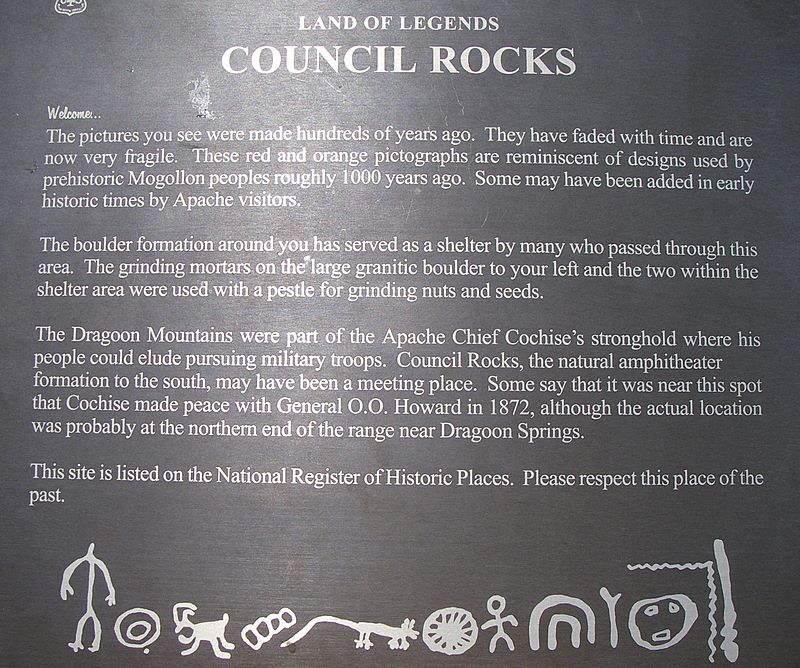 LAND OF LEGENDS
COUNCIL ROCKS
Welcome...
The pictures you see were made hundreds of years ago. They have faded with time and are
now very fragile. These red and orange pictographs are reminiscent of designs used by
prehistoric Mogollon peoples roughly 1000 years ago. Some may have been added in early
historic times by Apache visitors.
The boulder formation around you has served as a shelter by many who passed through this
area. The grinding mortars on the large granitic boulder to your left and the two within the
shelter area were used with a pestle for grinding nuts and seeds.
The Dragoon Mountains were part of the Apache Chief Cochise's stronghold where his
people could elude pursuing military troops. Council Rocks, the natural amphitheater
formation to the south, may have been a meeting place. Some say that it was near this spot
that Cochise made peace with General O.O. Howard in 1872, although the actual location
was probably at the northern end of the range near Dragoon Springs.
This site is listed on the National Register of Historic Places. Please respect this place of the
past.